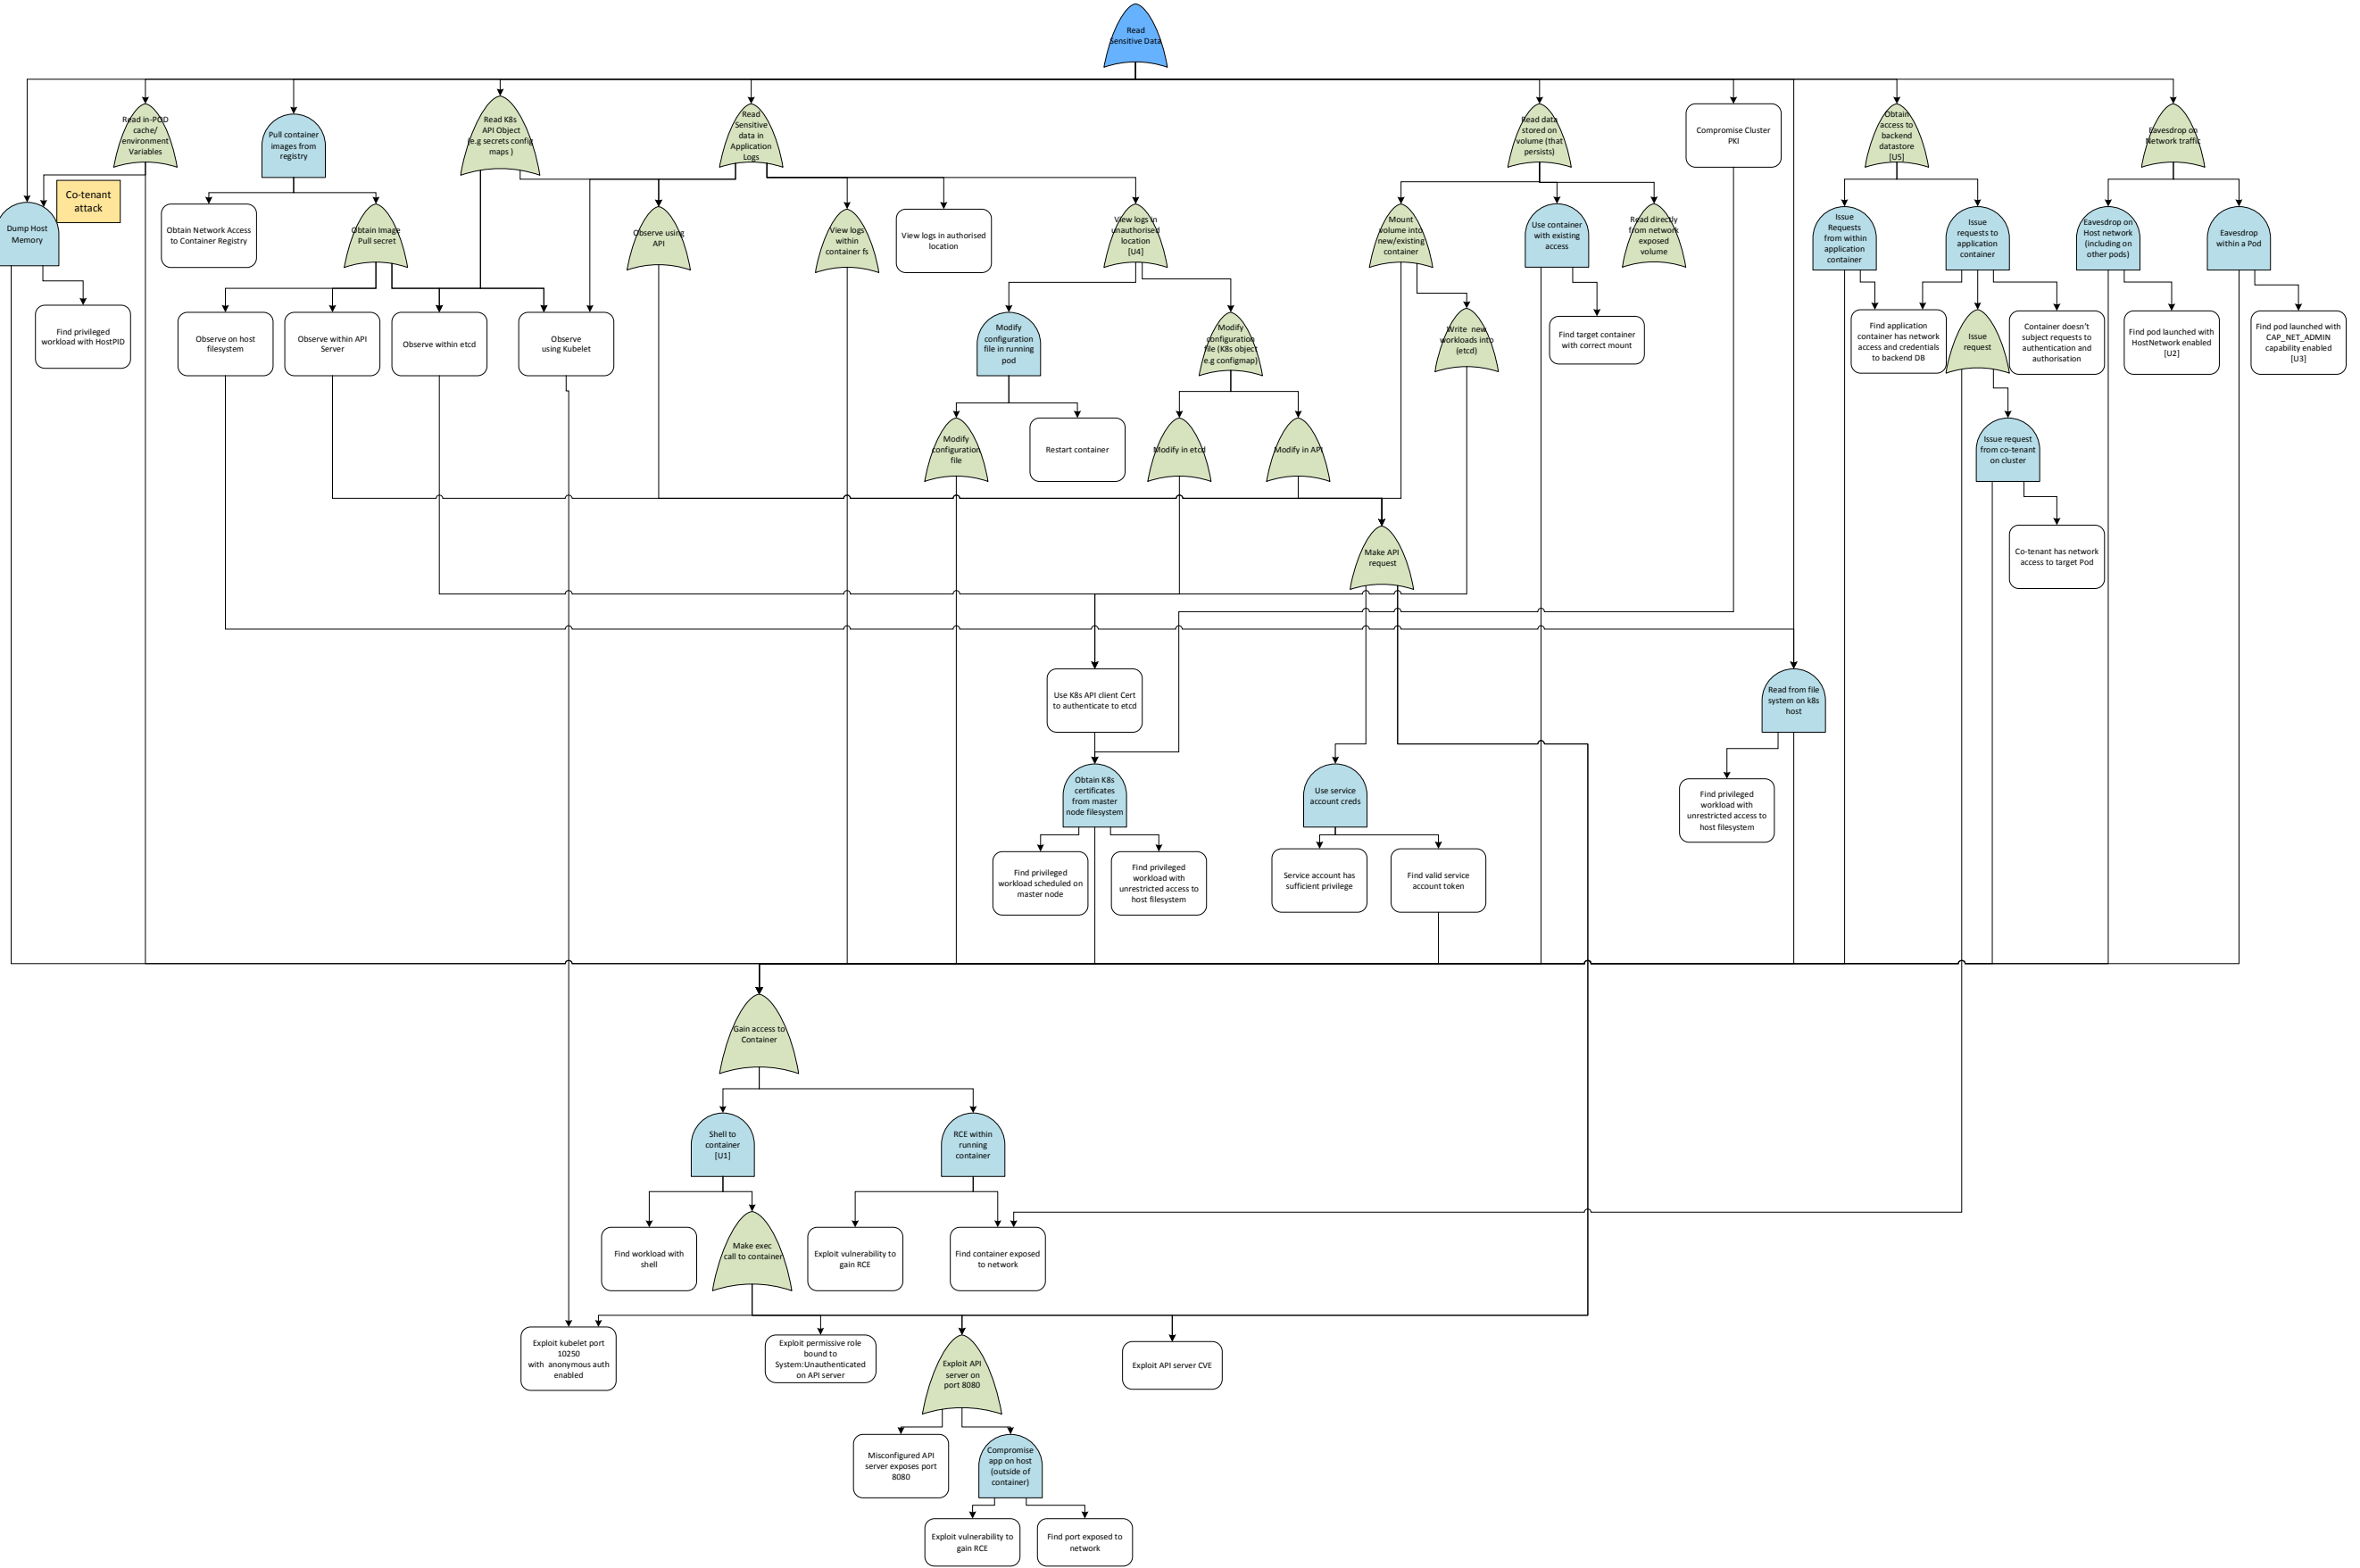 Read
Sensitive Data
Read in-POD
cache/
environment
Variables
Pull container
images from
registry
Read K8s
API Object
(e.g secrets config
maps )
Read
Sensitive
data in
Application
Logs
Read data
stored on
volume (that
persists)
Compromise Cluster
PKI
Obtain
access to
backend
datastore
[U5]
Eavesdrop on
Network traffic
Co-tenant
attack
Dump Host
Memory
Obtain Network Access
to Container Registry
Obtain Image
Pull secret
Observe using
API
View logs
within
container fs
View logs in authorised
location
View logs in
unauthorised
location
[U4]
Mount
volume into
new/existing
container
Use container
with existing
access
Read directly
from network
exposed
volume
Issue
Requests
from within
application
container
Issue
requests to
application
container
Eavesdrop on
Host network
(including on
other pods)
Eavesdrop
within a Pod
Find privileged
workload with HostPID
Observe on host
filesystem
Observe within API
Server
Observe within etcd
Observe
using Kubelet
Modify
configuration
file in running
pod
Modify
configuration
file (K8s object
e.g configmap)
Write  new
workloads into
(etcd)
Find target container
with correct mount
Find application
container has network
access and credentials
to backend DB
Issue
request
Container doesn't
subject requests to
authentication and
authorisation
Find pod launched with
HostNetwork enabled
[U2]
Find pod launched with
CAP_NET_ADMIN
capability enabled
[U3]
Modify
configuration
file
Restart container
Modify in etcd
Modify in API
Issue request
from co-tenant
on cluster
Make API
request
Co-tenant has network
access to target Pod
Use K8s API client Cert
to authenticate to etcd
Read from file
system on k8s
host
Obtain K8s
certificates
from master
node filesystem
Use service
account creds
Find privileged
workload with
unrestricted access to
host filesystem
Find privileged
workload scheduled on
master node
Find privileged
workload with
unrestricted access to
host filesystem
Service account has
sufficient privilege
Find valid service
account token
Gain access to
Container
Shell to
container
[U1]
RCE within
running
container
Find workload with
shell
Make exec
call to container
Exploit vulnerability to
gain RCE
Find container exposed
to network
Exploit kubelet port
10250
with  anonymous auth
enabled
Exploit permissive role
bound to
System:Unauthenticated
on API server
Exploit API
server on
port 8080
Exploit API server CVE
Misconfigured API
server exposes port
8080
Compromise
app on host
(outside of
container)
Exploit vulnerability to
gain RCE
Find port exposed to
network